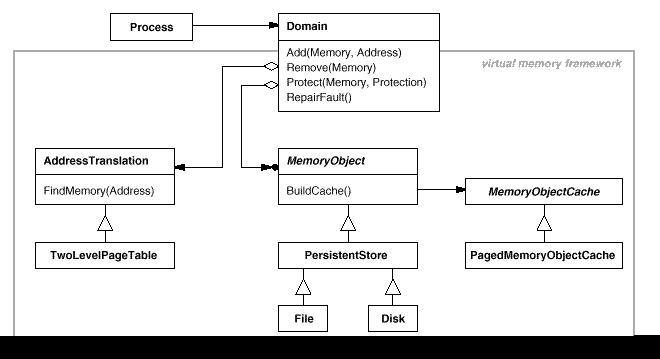 Process
Domain
Add(Memory, Address)
Remove(Memory)
Protect(Memory, Protection)
RepairFault()
virtual memory framework
AddressTranslation
FindMemory(Address)
MemoryObject
BuildCache()
MemoryObjectCache
TwoLevelPageTable
PersistentStore
PagedMemoryObjectCache
File
Disk